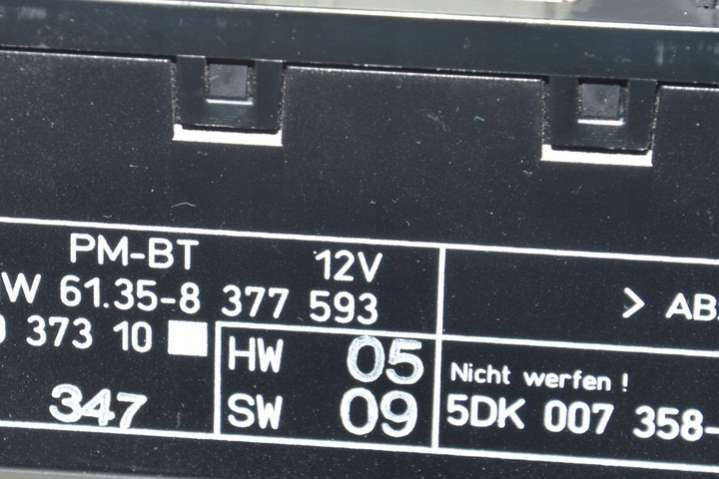 PM-BT 12V
W 61.35-8 377 593
373 10
HW 05
347
SW 09
> AB
Nicht werfen !
5DK 007 358-